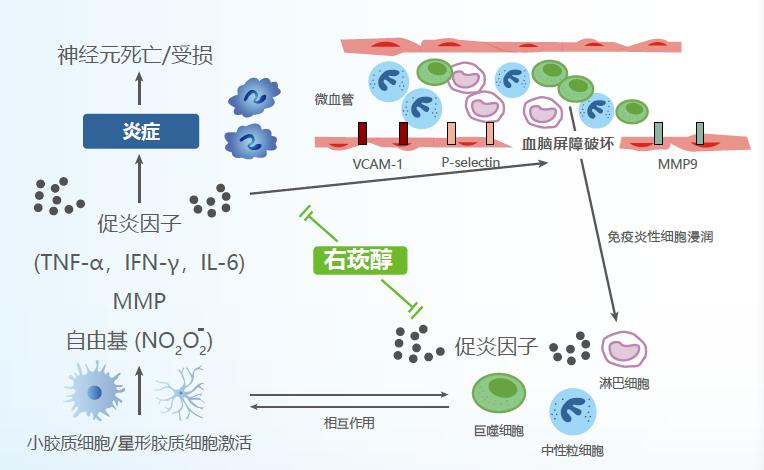 神经元死亡/受损
炎症
促炎因子
(TNF-α，IFN-γ，IL-6)
MMP
自由基 (NO₂O₂⁻)
小胶质细胞/星形胶质细胞激活
微血管
VCAM-1
P-selectin
血脑屏障破坏
MMP9
免疫炎性细胞浸润
右莰醇
促炎因子
淋巴细胞
相互作用
巨噬细胞
中性粒细胞